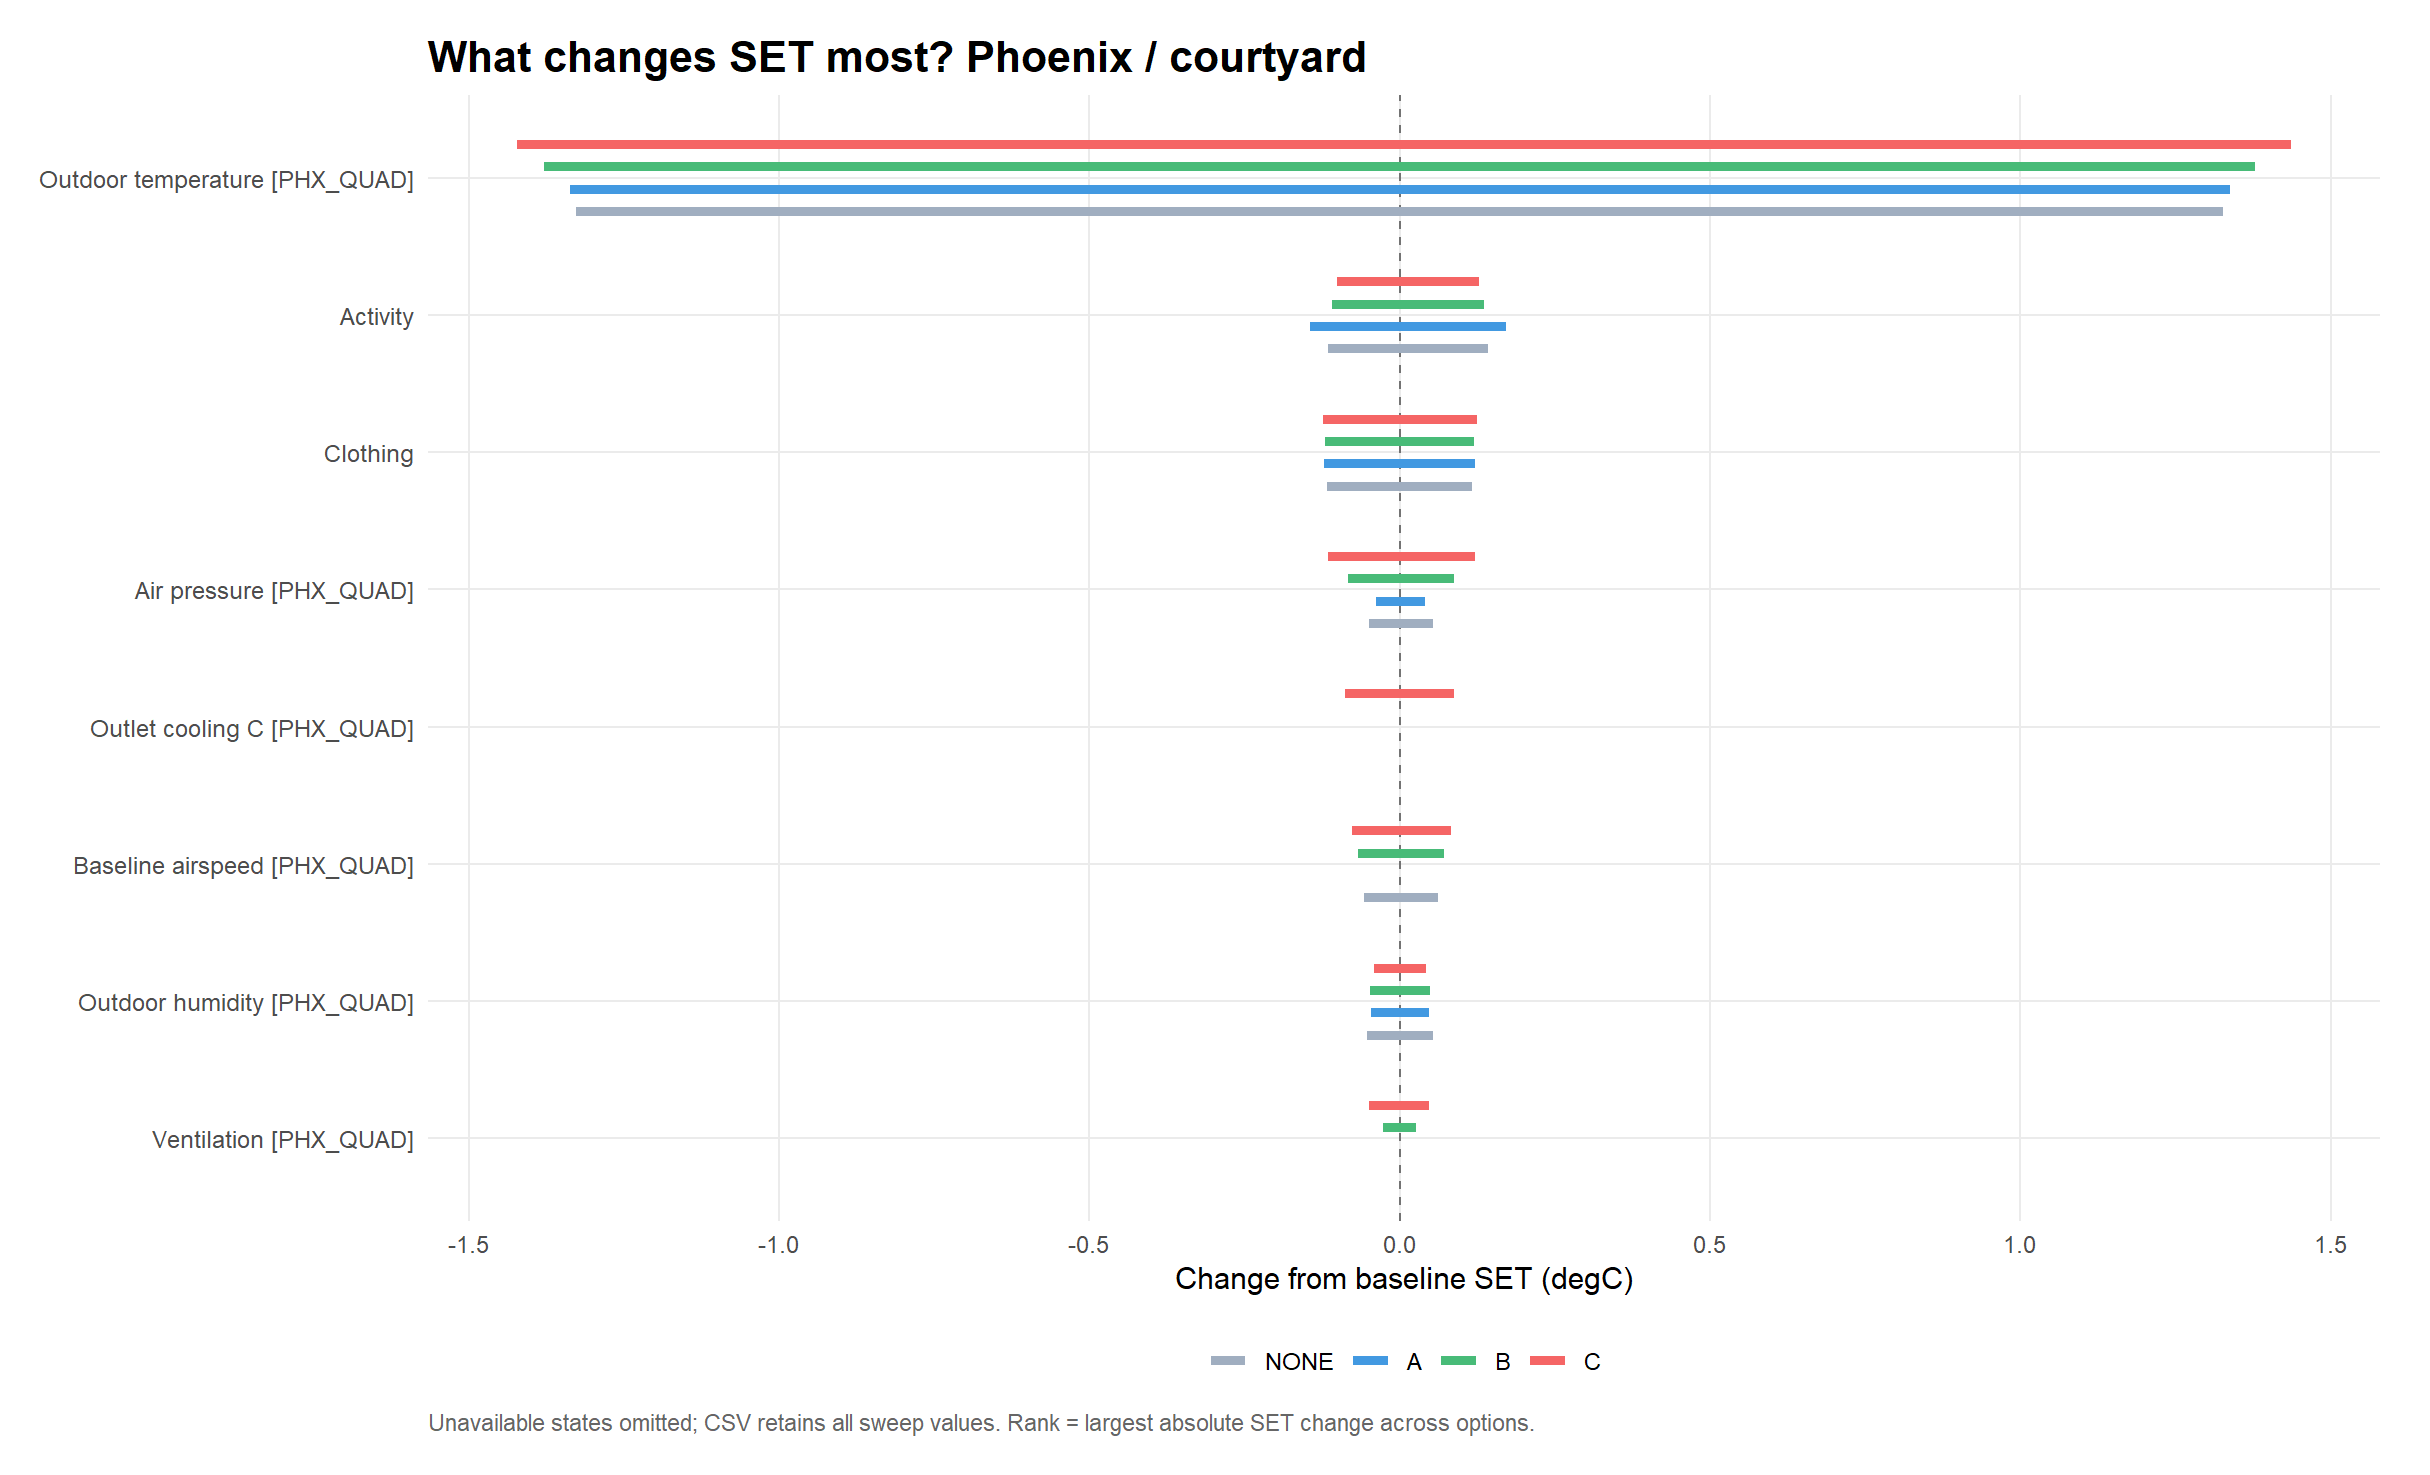 What changes SET most? Phoenix / courtyard
Outdoor temperature [PHX_QUAD]
Activity
Clothing
Air pressure [PHX_QUAD]
Outlet cooling C [PHX_QUAD]
Baseline airspeed [PHX_QUAD]
Outdoor humidity [PHX_QUAD]
Ventilation [PHX_QUAD]
-1.5 -1.0 -0.5 0.0 0.5 1.0 1.5
Change from baseline SET (degC)
NONE A B C
Unavailable states omitted; CSV retains all sweep values. Rank = largest absolute SET change across options.